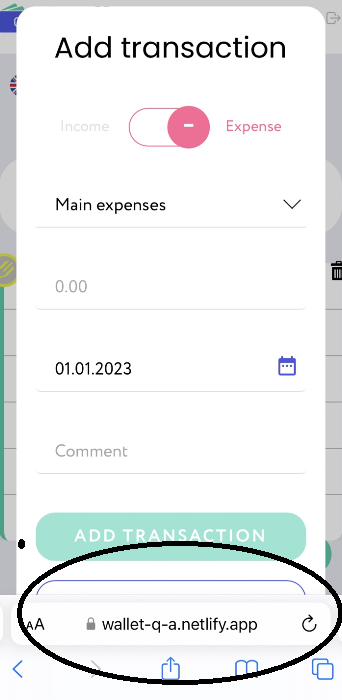 Add transaction
Income Expense
Main expenses
0.00
01.01.2023
Comment
ADD TRANSACTION
AA wallet-q-a.netlify.app